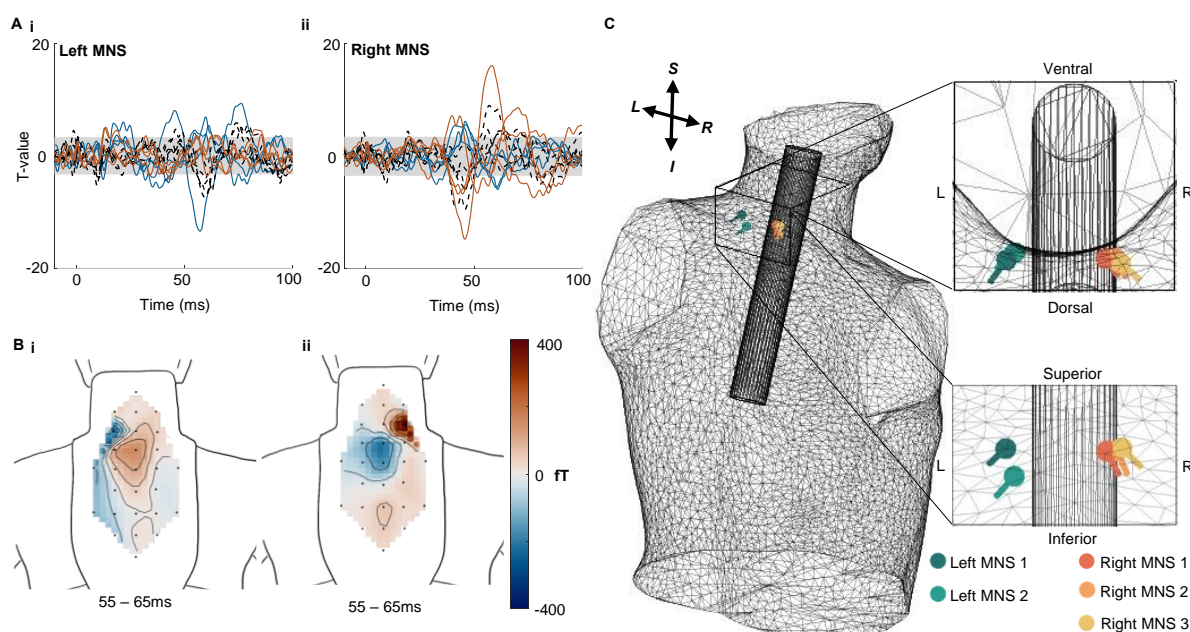 A i
Left MNS
20
0
-20
T-value
0
50
100
Time (ms)
ii
Right MNS
20
0
-20
0
50
100
Time (ms)
B i
55 – 65ms
ii
55 – 65ms
400
0 fT
-400
C
S
L
R
I
Ventral
L
R
Dorsal
Superior
L
R
Inferior
Left MNS 1
Left MNS 2
Right MNS 1
Right MNS 2
Right MNS 3